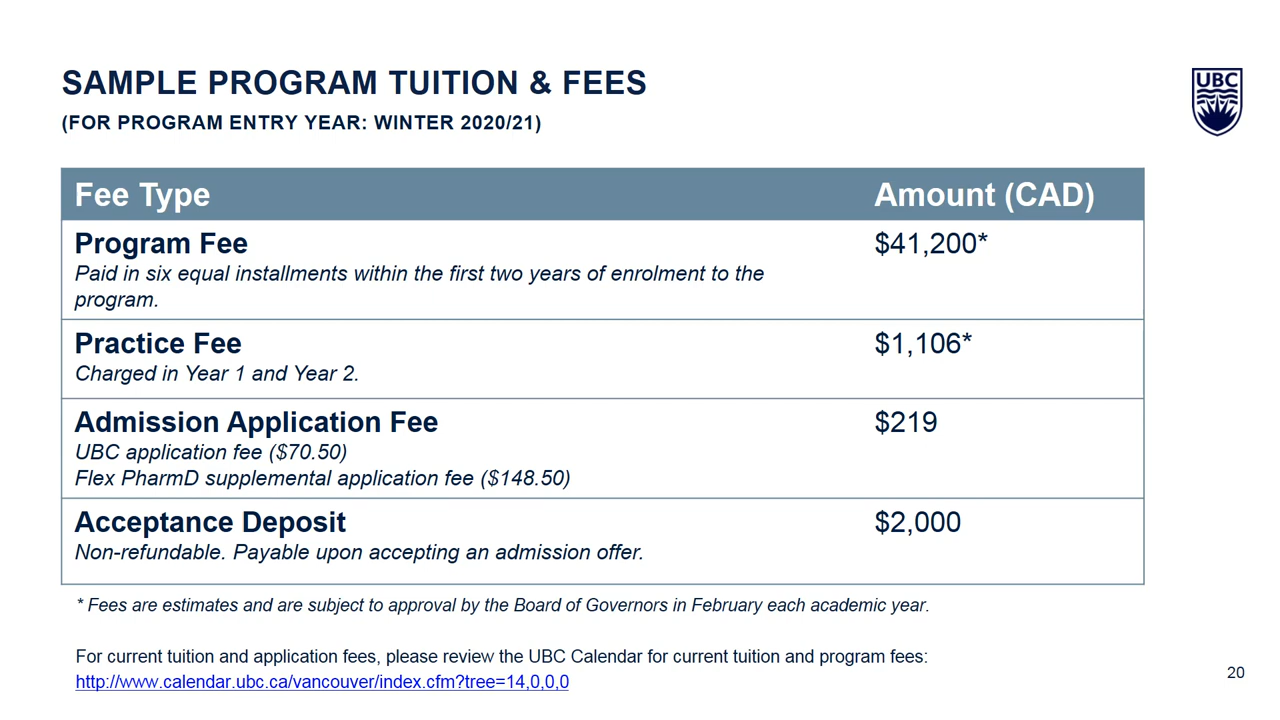 SAMPLE PROGRAM TUITION & FEES
(FOR PROGRAM ENTRY YEAR: WINTER 2020/21)
UBC
Fee Type Amount (CAD)
Program Fee $41,200*
Paid in six equal installments within the first two years of enrolment to the
program.
Practice Fee $1,106*
Charged in Year 1 and Year 2.
Admission Application Fee $219
UBC application fee ($70.50)
Flex PharmD supplemental application fee ($148.50)
Acceptance Deposit $2,000
Non-refundable. Payable upon accepting an admission offer.
* Fees are estimates and are subject to approval by the Board of Governors in February each academic year.
For current tuition and application fees, please review the UBC Calendar for current tuition and program fees:
http://www.calendar.ubc.ca/vancouver/index.cfm?tree=14,0,0,0
20